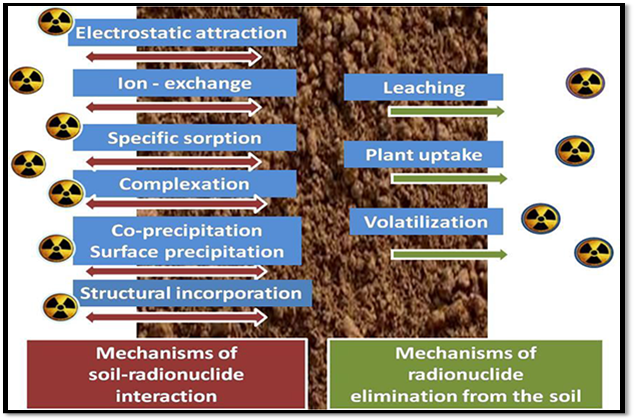 Electrostatic attraction
Ion - exchange
Specific sorption
Complexation
Co-precipitation
Surface precipitation
Structural incorporation
Leaching
Plant uptake
Volatilization
Mechanisms of
soil-radionuclide
interaction
Mechanisms of
radionuclide
elimination from the soil